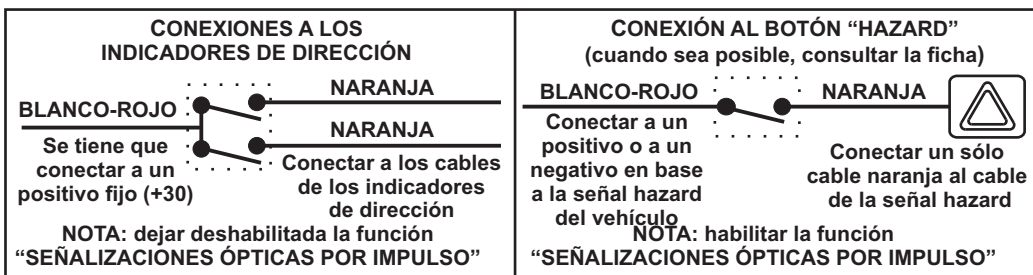 CONEXIONES A LOS
INDICADORES DE DIRECCIÓN
NARANJA
BLANCO-ROJO
NARANJA
Se tiene que
conectar a un
positivo fijo (+30)
Conectar a los cables
de los indicadores
de dirección
NOTA: dejar deshabilitada la función
“SEÑALIZACIONES ÓPTICAS POR IMPULSO”
CONEXIÓN AL BOTÓN “HAZARD”
(cuando sea posible, consultar la ficha)
BLANCO-ROJO
NARANJA
Conectar a un
positivo o a un
negativo en base
a la señal hazard
del vehículo
Conectar un sólo
cable naranja al cable
de la señal hazard
NOTA: habilitar la función
“SEÑALIZACIONES ÓPTICAS POR IMPULSO”